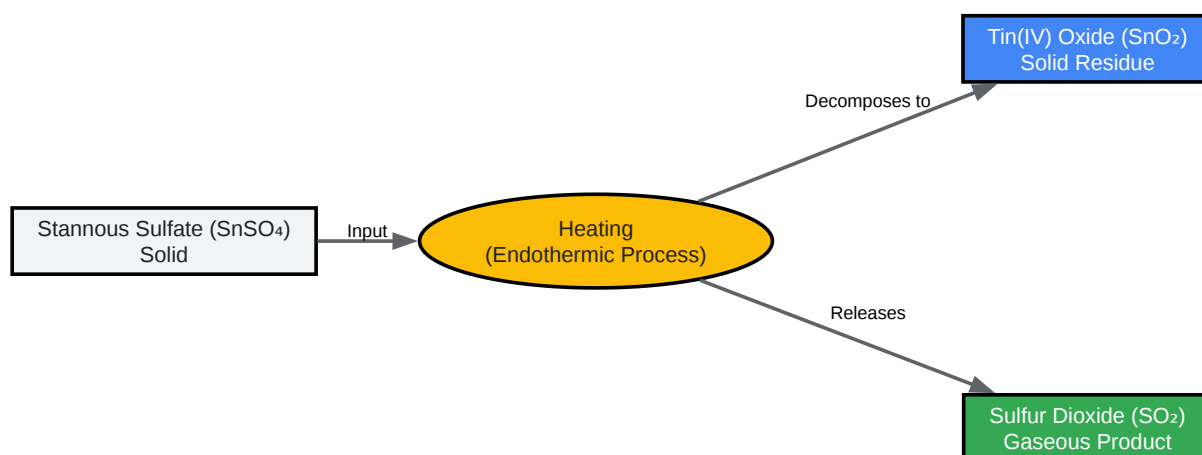 Tin(IV) Oxide (SnO₂)
Solid Residue
Decomposes to
Stannous Sulfate (SnSO₄)
Solid
Input
Heating
(Endothermic Process)
Releases
Sulfur Dioxide (SO₂)
Gaseous Product